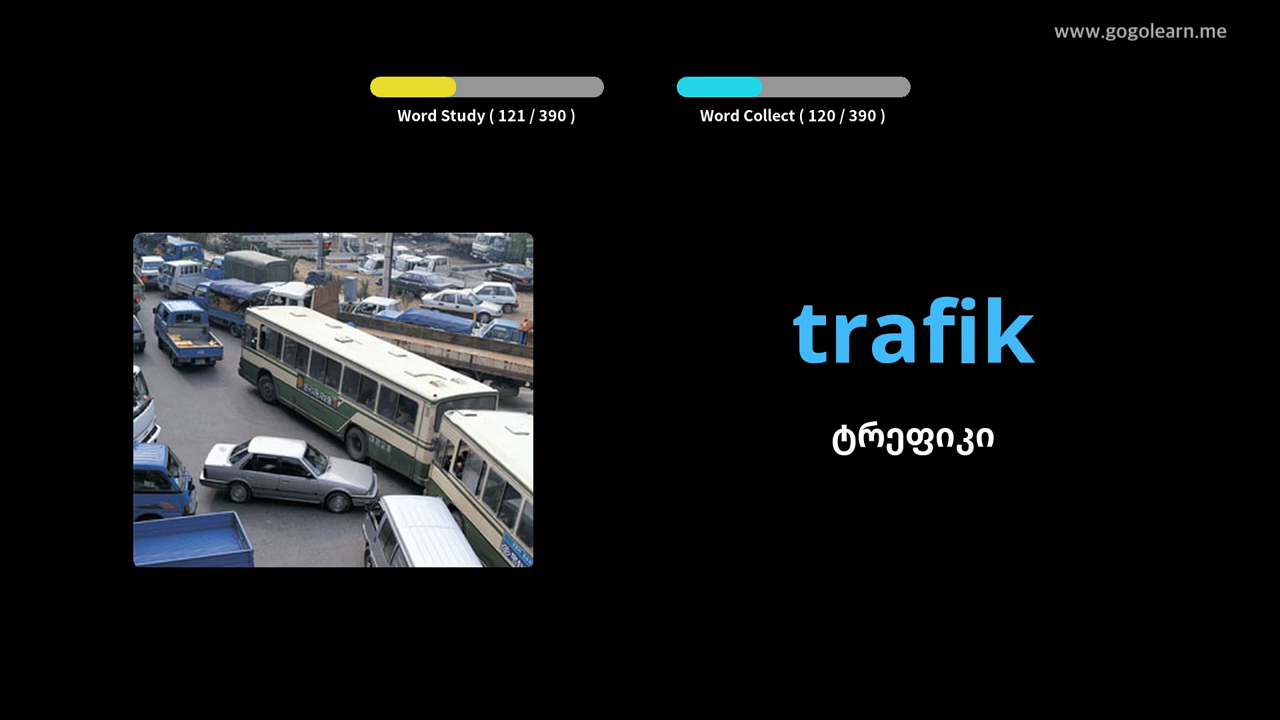 www.gogolearn.me
Word Study ( 121 / 390 )
Word Collect ( 120 / 390 )
trafik
ტრეფიკი